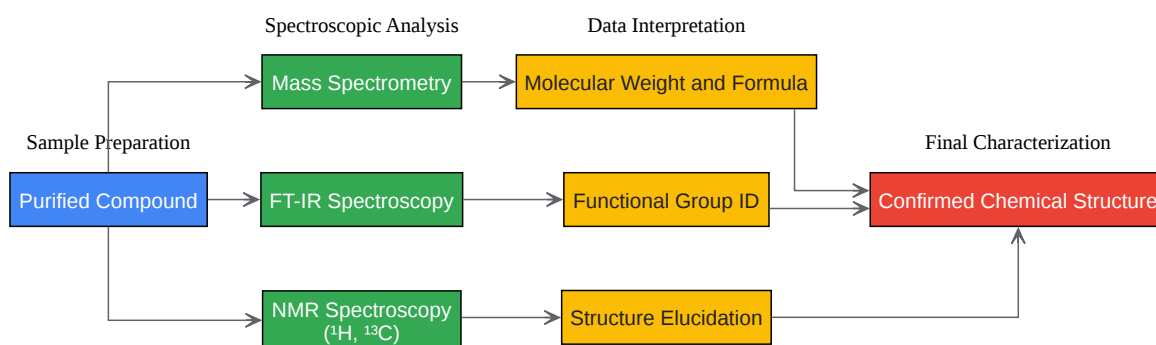 Spectroscopic Analysis
Data Interpretation
Mass Spectrometry
Molecular Weight and Formula
Sample Preparation
Final Characterization
Purified Compound
FT-IR Spectroscopy
Functional Group ID
Confirmed Chemical Structure
NMR Spectroscopy
(¹H, ¹³C)
Structure Elucidation